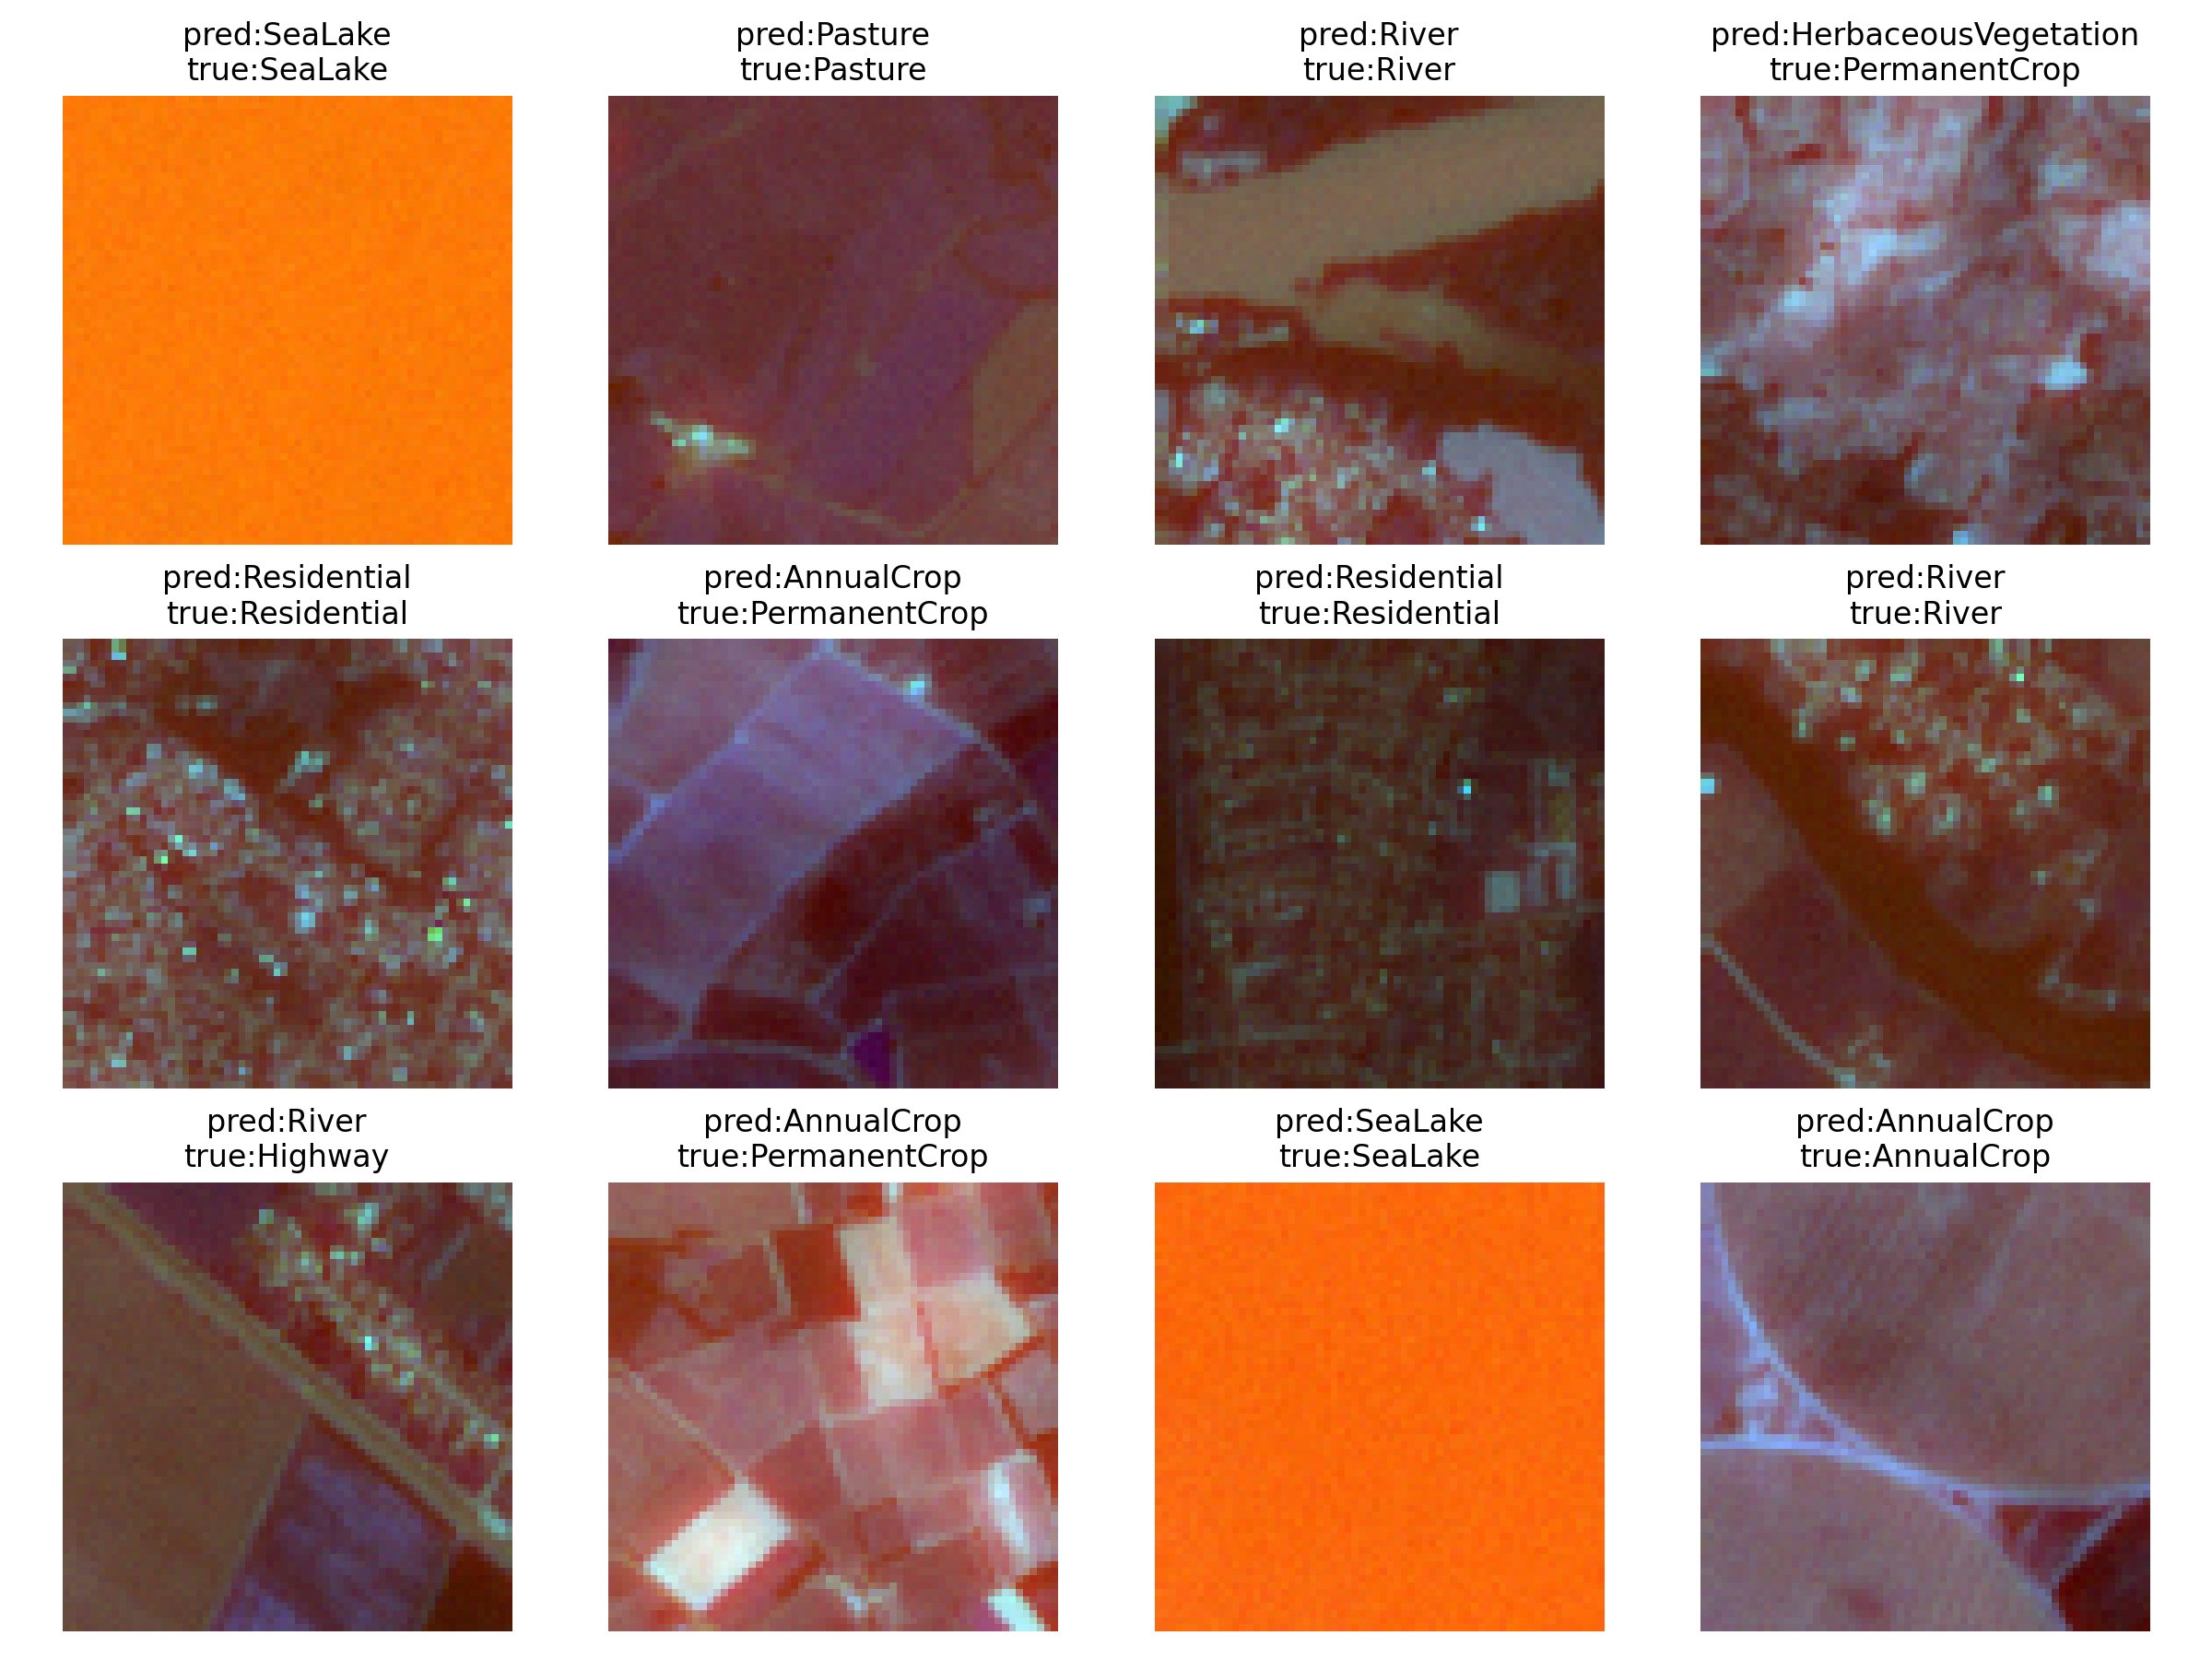 pred:SeaLake
true:SeaLake
pred:Pasture
true:Pasture
pred:River
true:River
pred:HerbaceousVegetation
true:PermanentCrop
pred:Residential
true:Residential
pred:AnnualCrop
true:PermanentCrop
pred:Residential
true:Residential
pred:River
true:River
pred:River
true:Highway
pred:AnnualCrop
true:PermanentCrop
pred:SeaLake
true:SeaLake
pred:AnnualCrop
true:AnnualCrop